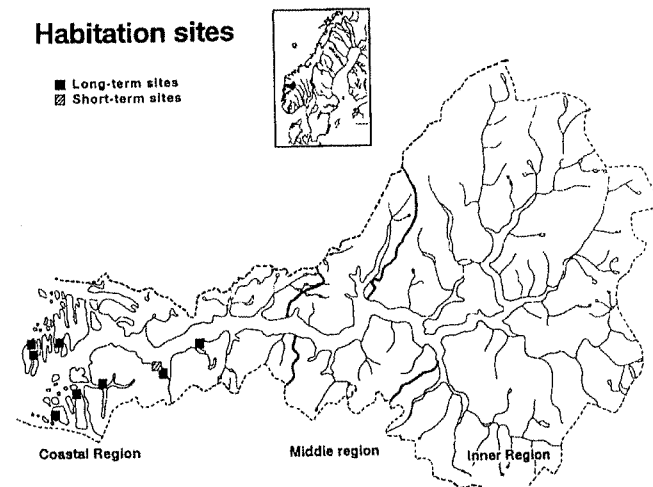 Habitation sites
Long-term sites
Short-term sites
Coastal Region
Middle region
Inner Region